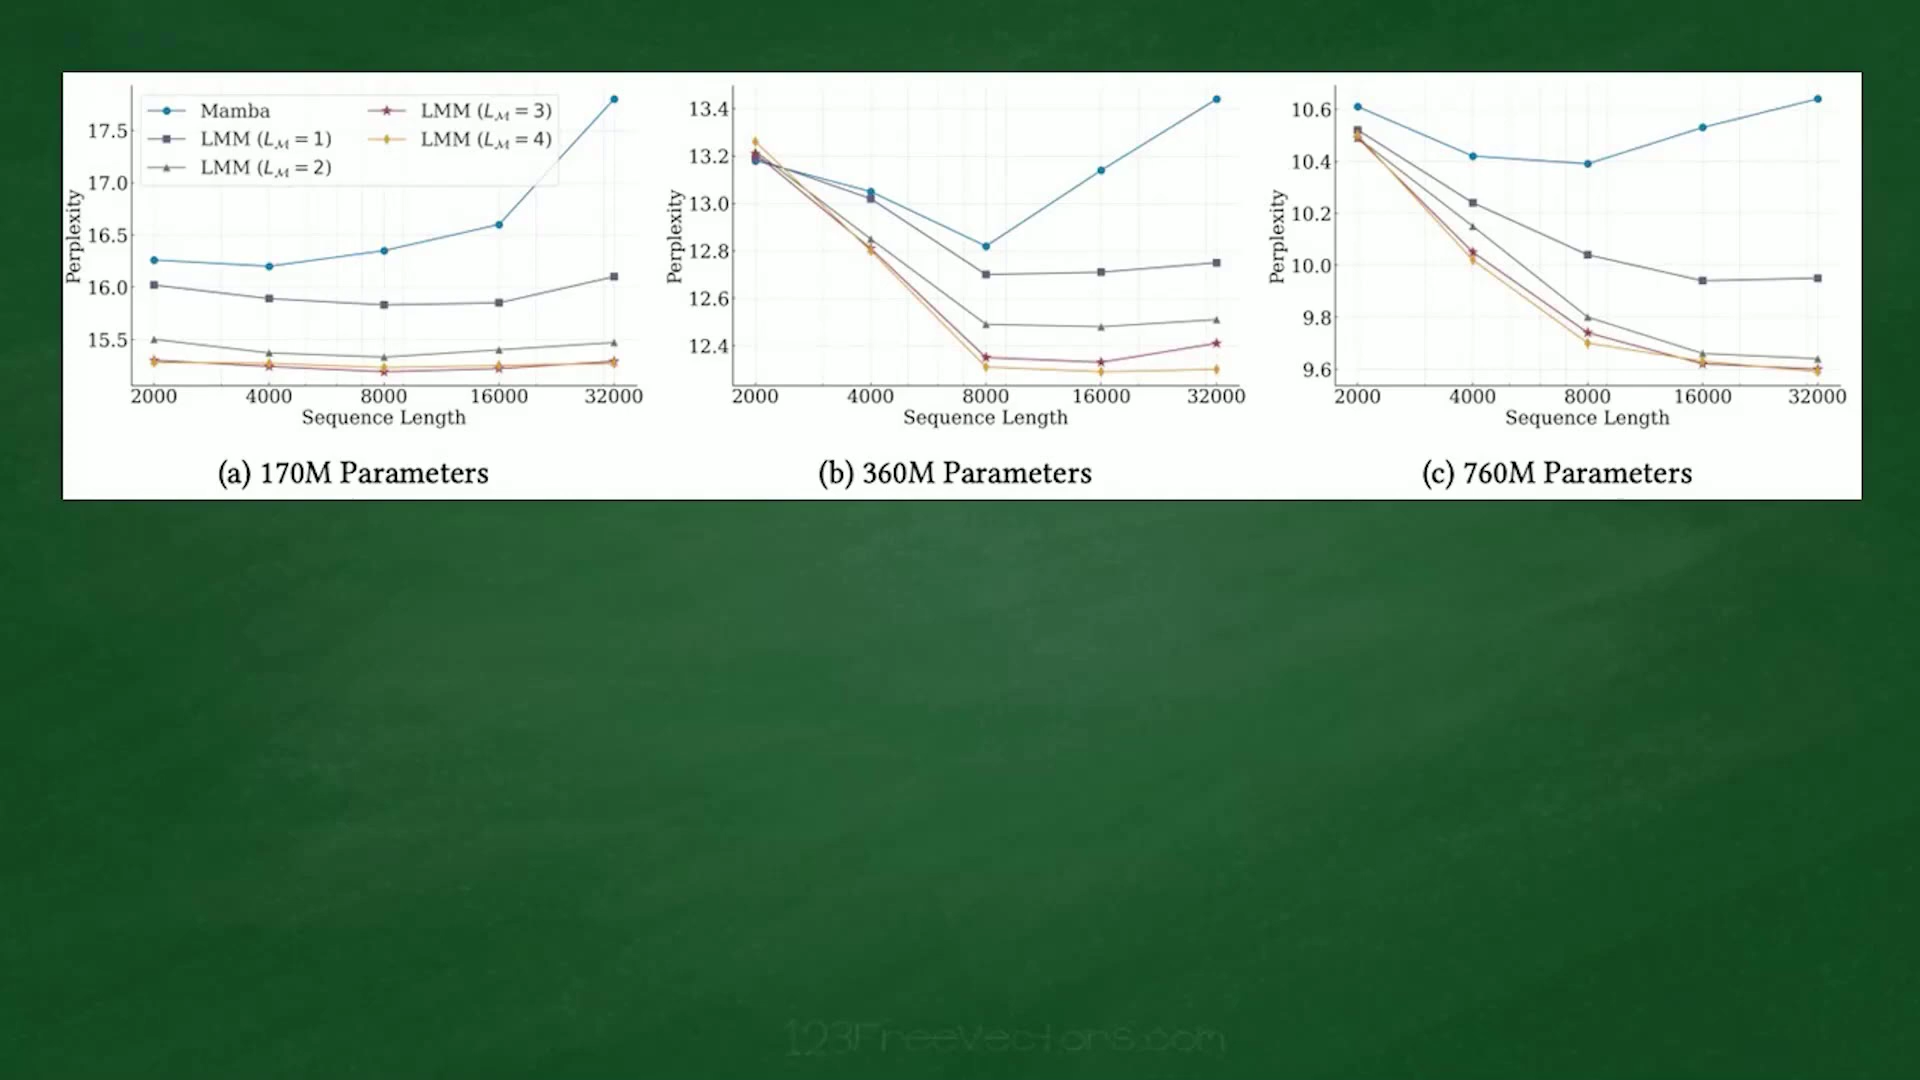 Mamba
LMM (L_M = 1)
LMM (L_M = 2)
LMM (L_M = 3)
LMM (L_M = 4)
Perplexity
17.5
17.0
16.5
16.0
15.5
2000 4000 8000 16000 32000
Sequence Length
(a) 170M Parameters
Perplexity
13.4
13.2
13.0
12.8
12.6
12.4
2000 4000 8000 16000 32000
Sequence Length
(b) 360M Parameters
Perplexity
10.6
10.4
10.2
10.0
9.8
9.6
2000 4000 8000 16000 32000
Sequence Length
(c) 760M Parameters
123FreeVectors.com